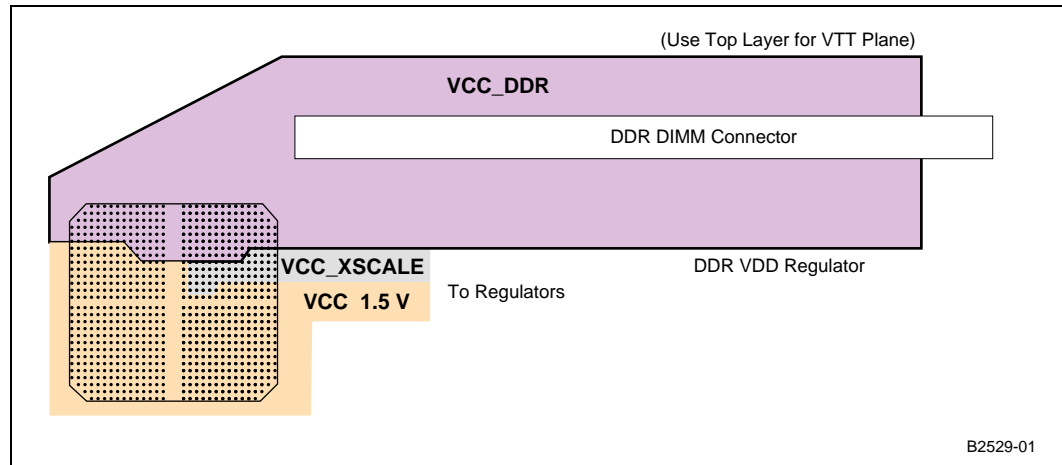 (Use Top Layer for VTT Plane)
VCC_DDR
DDR DIMM Connector
VCC_XSCALE
DDR VDD Regulator
To Regulators
VCC 1.5 V
B2529-01